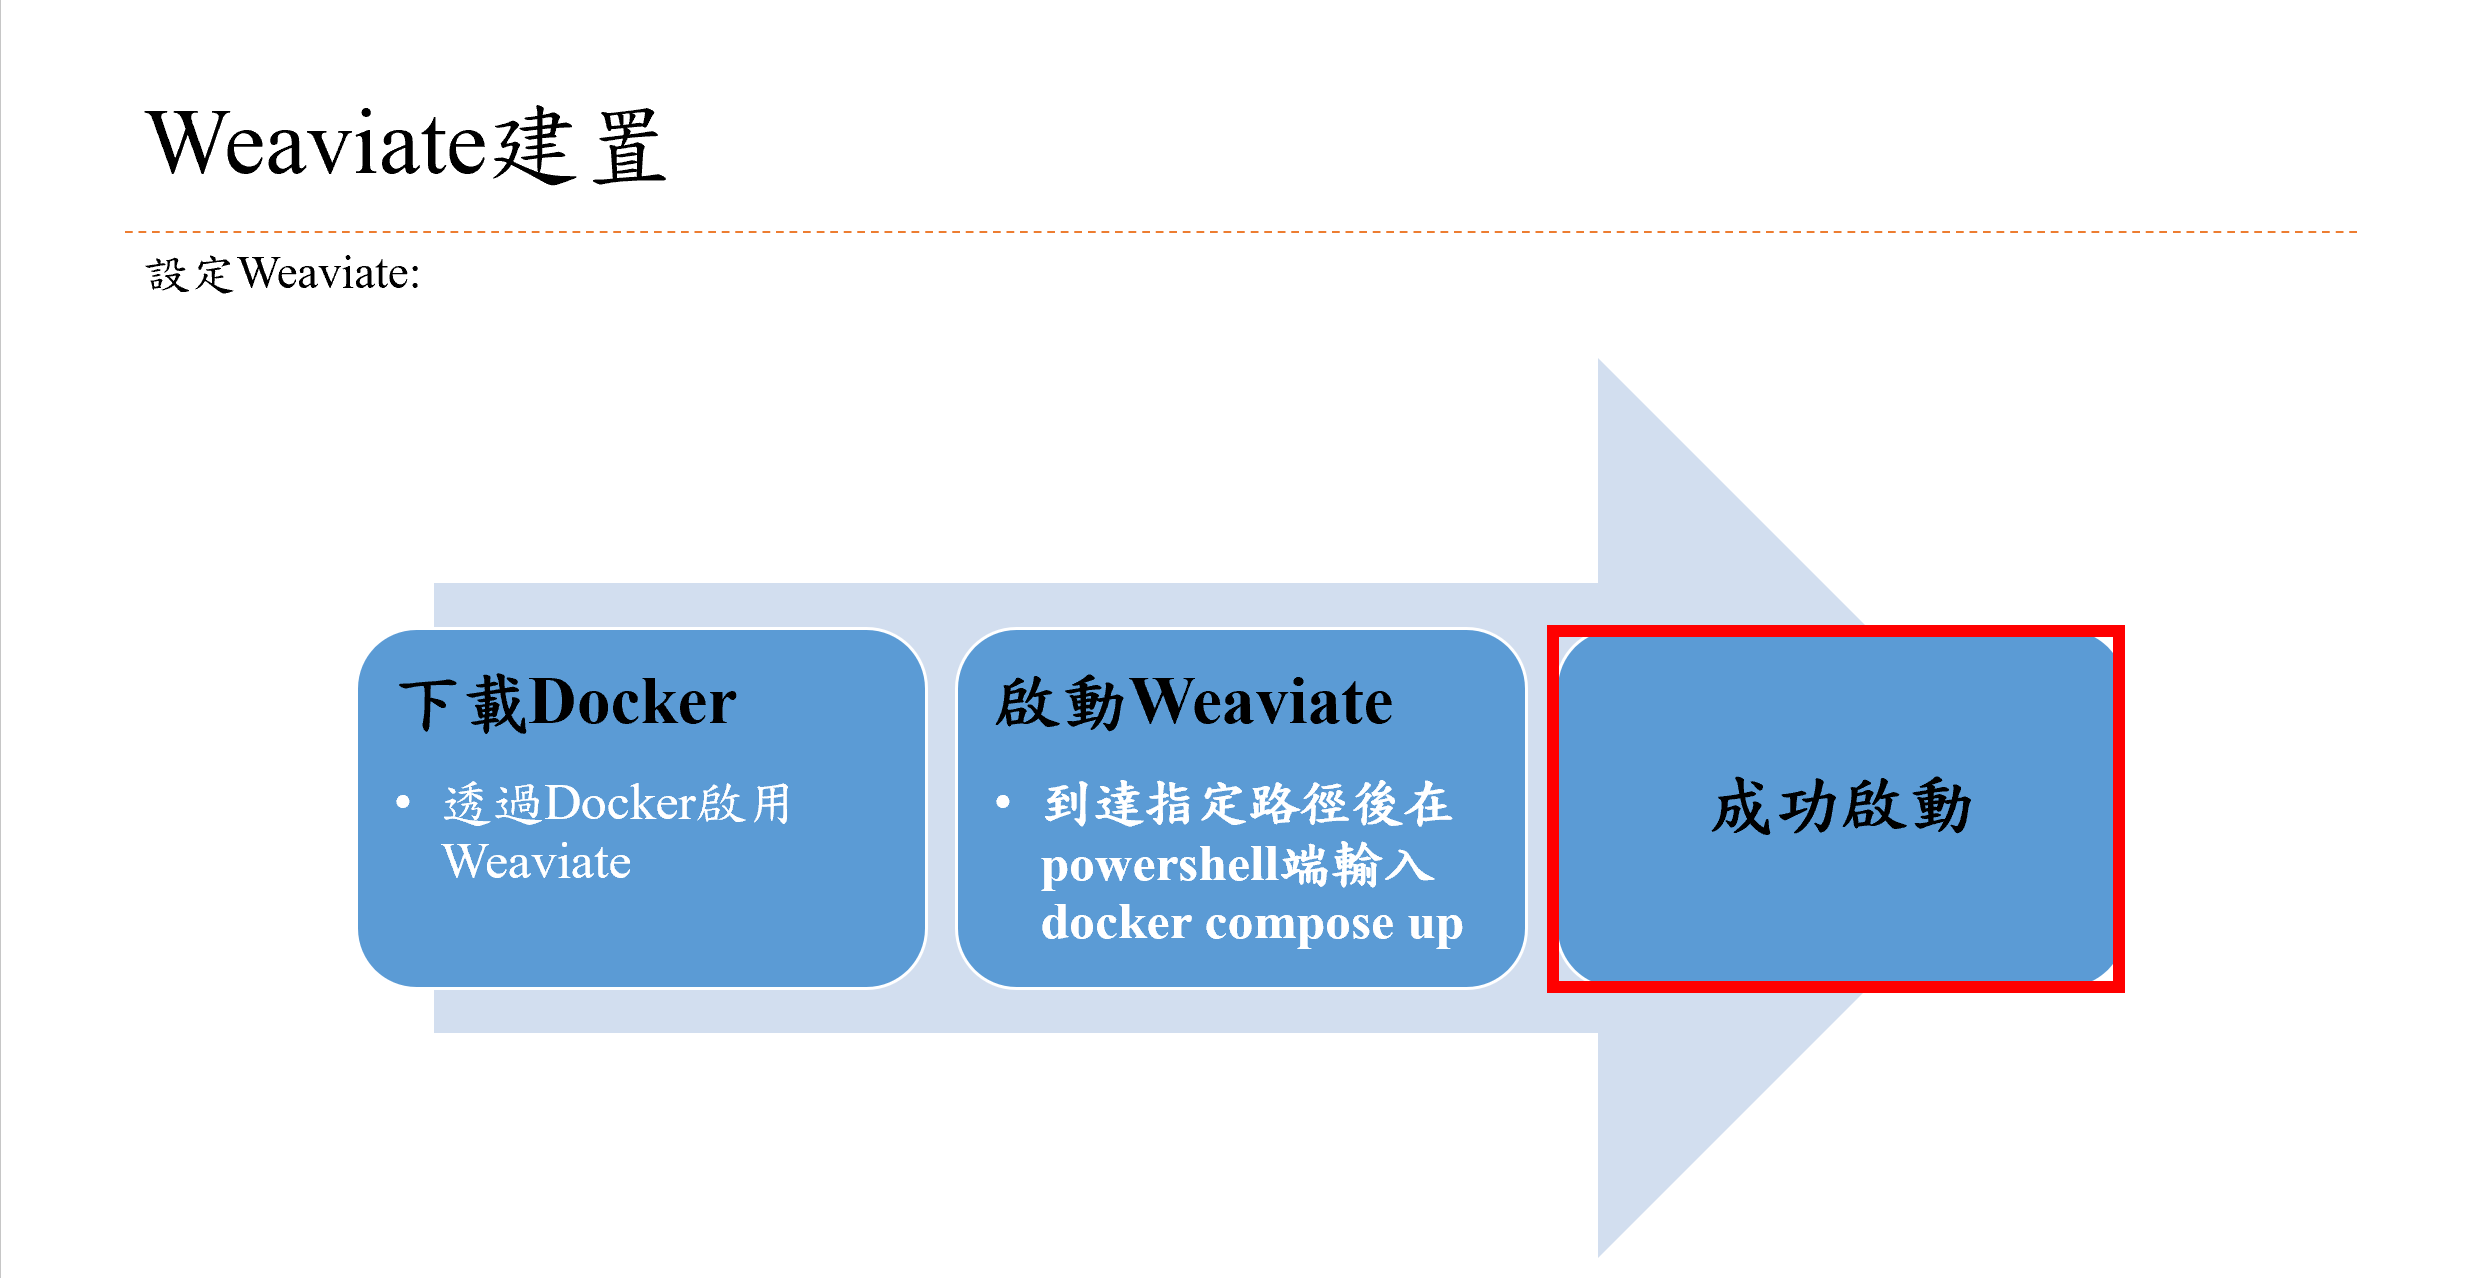 Weaviate建置
設定Weaviate:
下載Docker
• 透過Docker啟用
Weaviate
啟動Weaviate
• 到達指定路徑後在
powershell端輸入
docker compose up
成功啟動